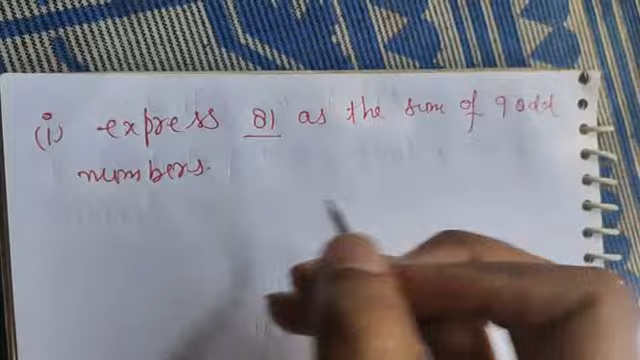 (i) express 81 as the sum of 9 odd
numbers.